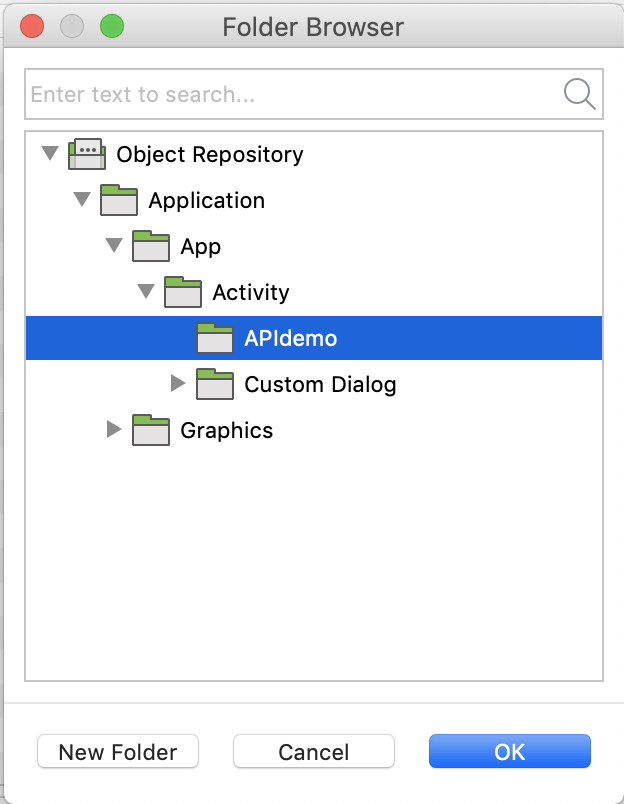 Folder Browser
Enter text to search...
Object Repository
Application
App
Activity
APIdemo
Custom Dialog
Graphics
New Folder Cancel OK